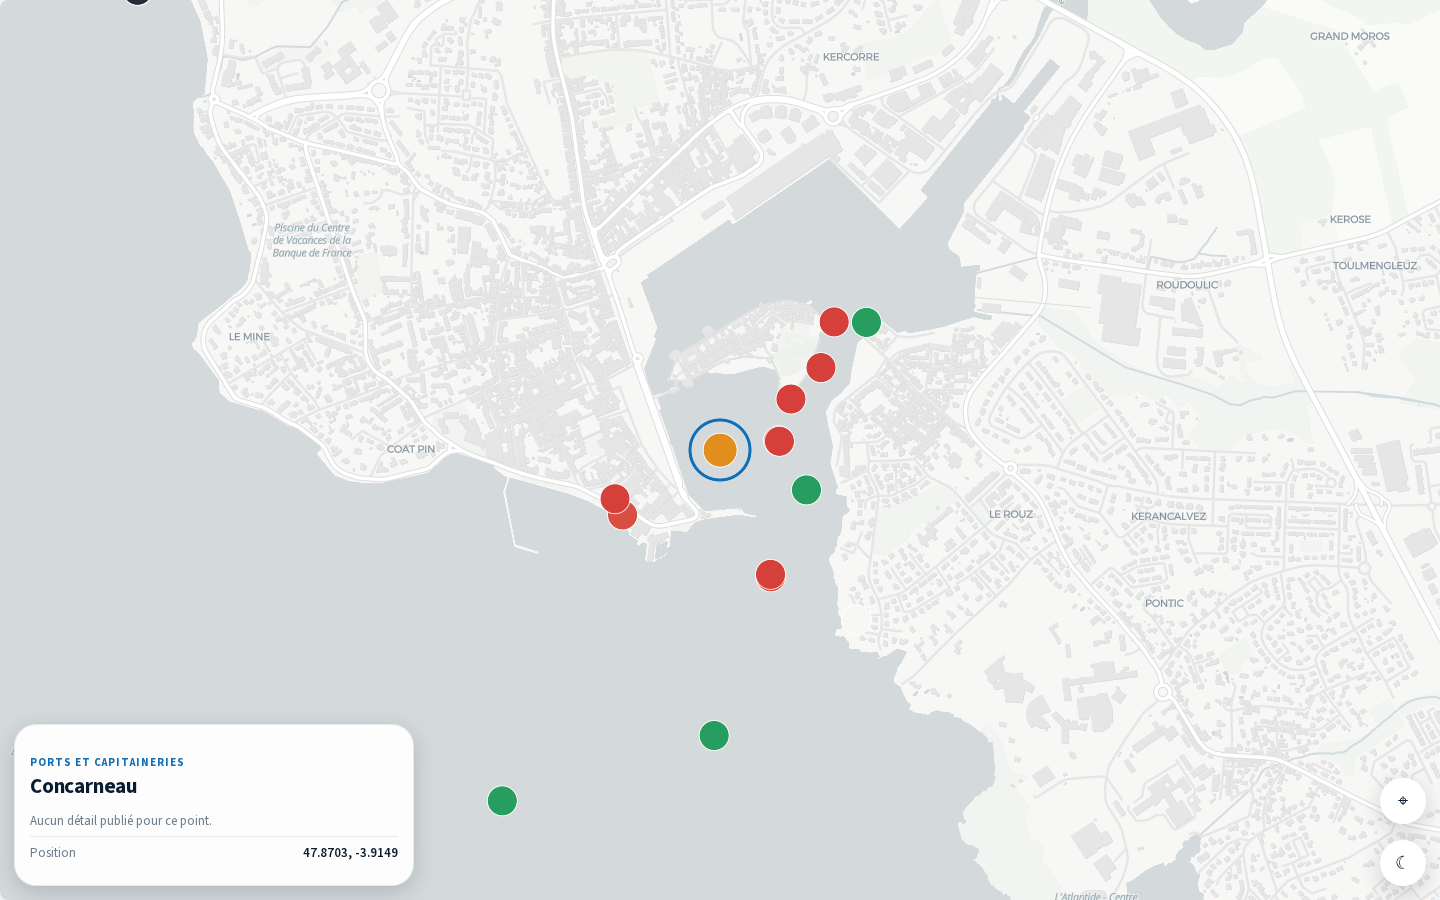 GRAND MOROS
KERCORRE
KEROSE
Piscine du Centre
de Vacances de la
Banque de France
TOULMENGLEUZ
ROUDOULIC
LE MINE
COAT PIN
LE ROUZ
KERANCALVEZ
PONTIC
PORTS ET CAPITAINERIES
Concarneau
Aucun détail publié pour ce point.
Position 47.8703, -3.9149
L'Atlantide - Centre